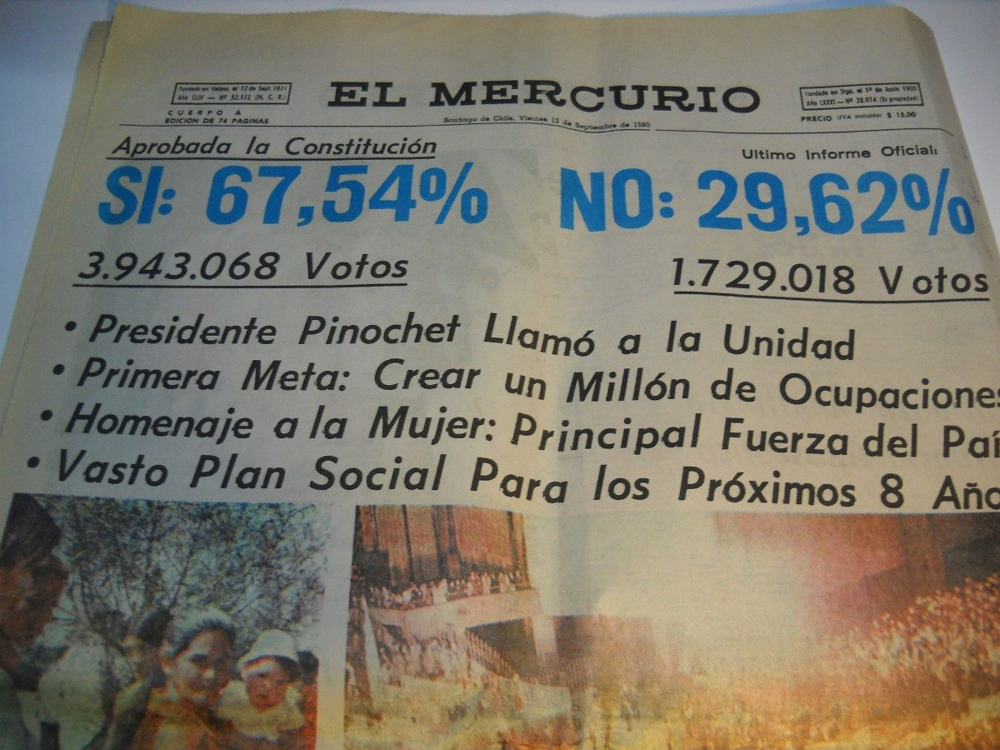 Fundado en Valpso. el 12 de Sept. 1827
Año CLIV — Nº 52.112 (M. C. R.)
CUERPO A
EDICION DE 74 PAGINAS
EL MERCURIO
Santiago de Chile, Viernes 12 de Septiembre de 1980
Fundado en Stgo. el 1º de Junio 1900
Año LXXXI — Nº 28.974 (Es propiedad)
PRECIO (IVA incluido) $ 15,00
Aprobada la Constitución
Ultimo Informe Oficial:
SI: 67,54% NO: 29,62%
3.943.068 Votos 1.729.018 Votos
• Presidente Pinochet Llamó a la Unidad
• Primera Meta: Crear un Millón de Ocupaciones
• Homenaje a la Mujer: Principal Fuerza del Paí
• Vasto Plan Social Para los Próximos 8 Año